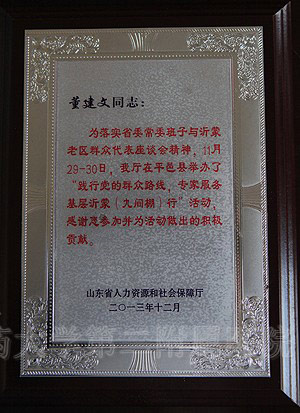 董建文同志：
为落实省委常委班子与沂蒙
老区群众代表座谈会精神，11月
29-30日，我厅在平邑县举办了
“践行党的群众路线，专家服务
基层沂蒙（九间棚）行”活动，
感谢您参加并为活动做出的积极
贡献。
山东省人力资源和社会保障厅
二〇一三年十二月